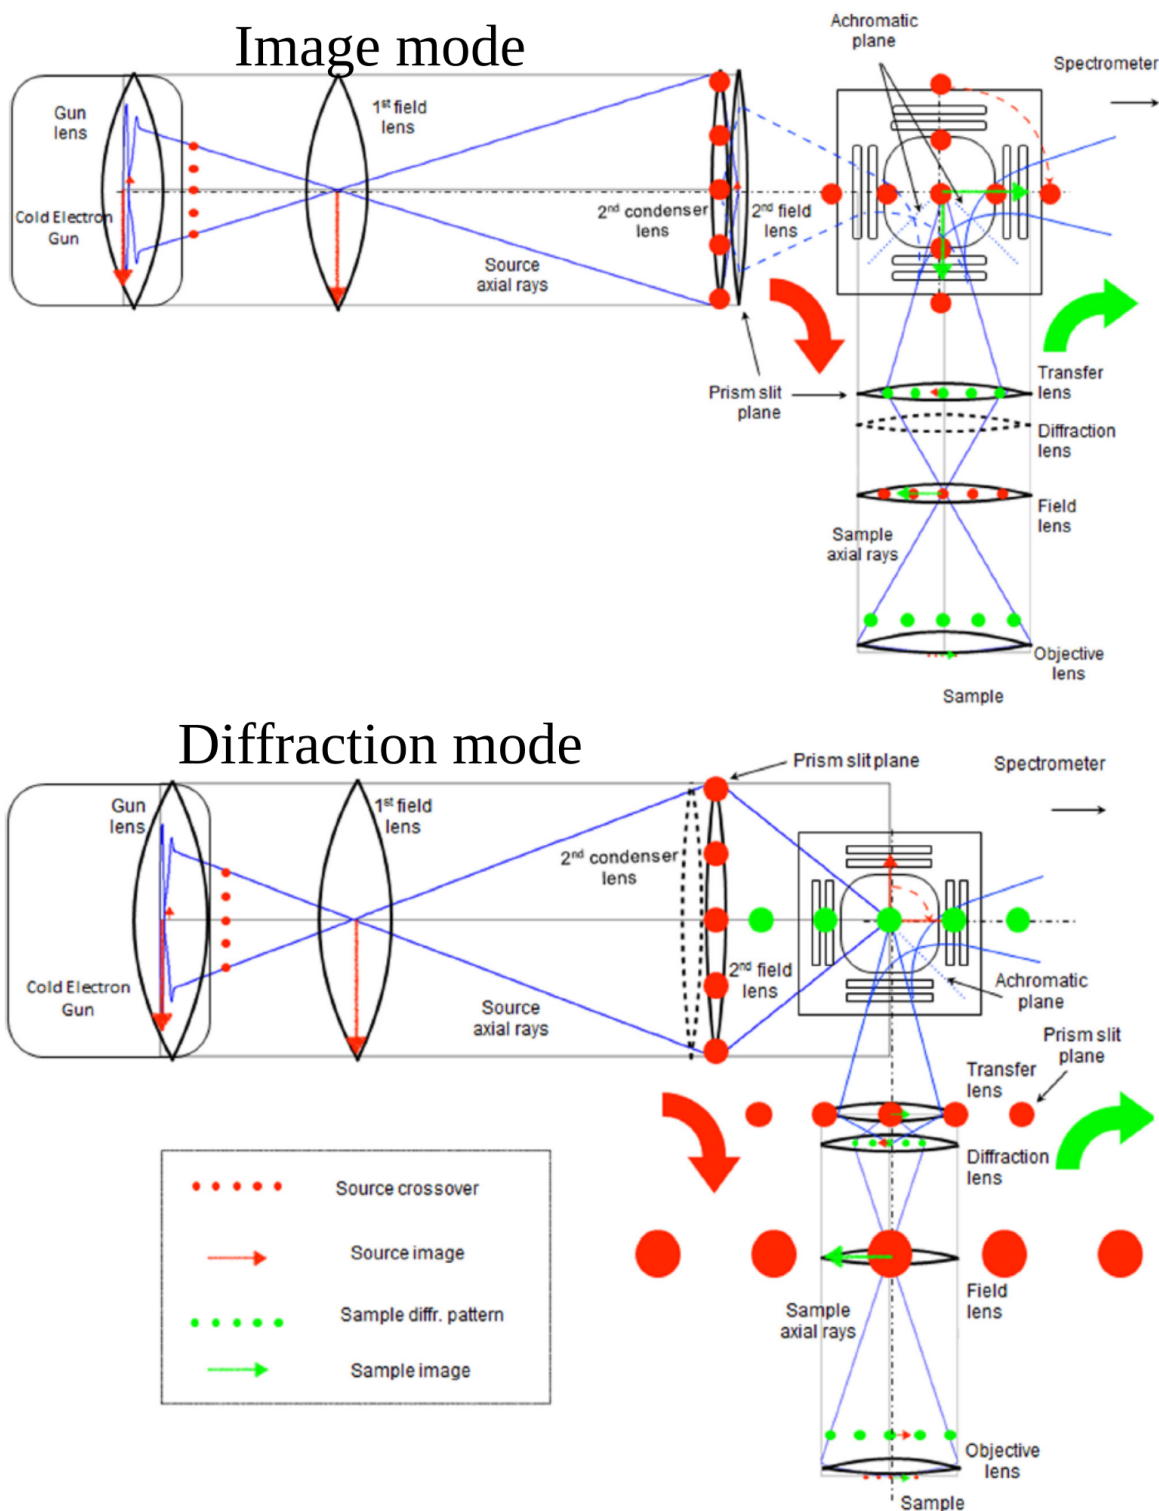 Image mode
Achromatic
plane
Spectrometer
Gun
lens
1st field
lens
Cold Electron
Gun
2nd condenser
lens
2nd field
lens
Source
axial rays
Prism slit
plane
Transfer
lens
Diffraction
lens
Field
lens
Sample
axial rays
Objective
lens
Sample
Diffraction mode
Prism slit plane
Spectrometer
Gun
lens
1st field
lens
2nd condenser
lens
2nd field
lens
Cold Electron
Gun
Source
axial rays
Achromatic
plane
Prism slit
plane
Transfer
lens
Diffraction
lens
Field
lens
Sample
axial rays
Objective
lens
Sample
Source crossover
Source image
Sample diffr. pattern
Sample image